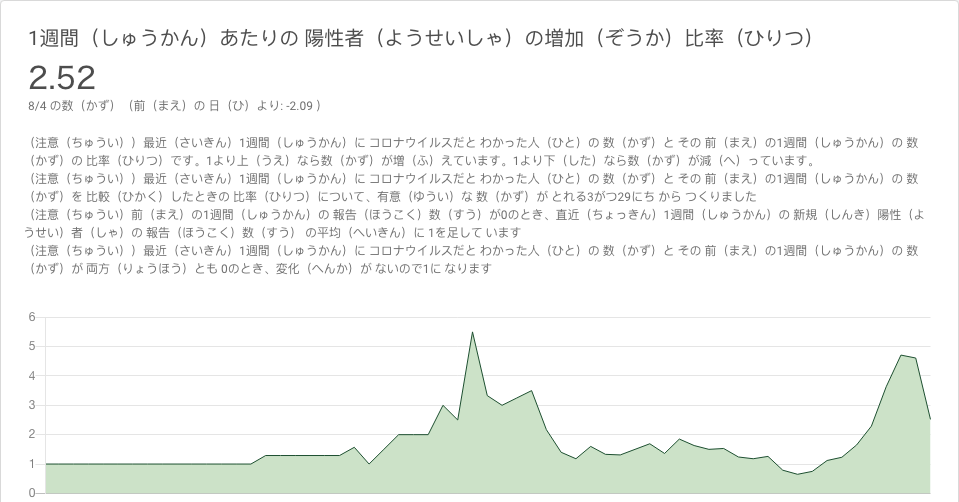 1週間（しゅうかん）あたりの 陽性者（ようせいしゃ）の増加（ぞうか）比率（ひりつ）
2.52
8/4 の数（かず）（前（まえ）の 日（ひ）より: -2.09 ）
（注意（ちゅうい））最近（さいきん）1週間（しゅうかん）に コロナウイルスだと わかった人（ひと）の 数（かず）と その 前（まえ）の1週間（しゅうかん）の 数
（かず）の 比率（ひりつ）です。1より上（うえ）なら数（かず）が増（ふ）えています。1より下（した）なら数（かず）が減（へ）っています。
（注意（ちゅうい））最近（さいきん）1週間（しゅうかん）に コロナウイルスだと わかった人（ひと）の 数（かず）と その 前（まえ）の1週間（しゅうかん）の 数
（かず）を 比較（ひかく）したときの 比率（ひりつ）について、有意（ゆうい）な 数（かず）が とれる3がつ29にち から つくりました
（注意（ちゅうい）前（まえ）の1週間（しゅうかん）の 報告（ほうこく）数（すう）が0のとき、直近（ちょっきん）1週間（しゅうかん）の 新規（しんき）陽性（よ
うせい）者（しゃ）の 報告（ほうこく）数（すう） の平均（へいきん）に 1を足して います
（注意（ちゅうい））最近（さいきん）1週間（しゅうかん）に コロナウイルスだと わかった人（ひと）の 数（かず）と その 前（まえ）の1週間（しゅうかん）の 数
（かず）が 両方（りょうほう）とも 0のとき、変化（へんか）が ないので1に なります
6
5
4
3
2
1
0